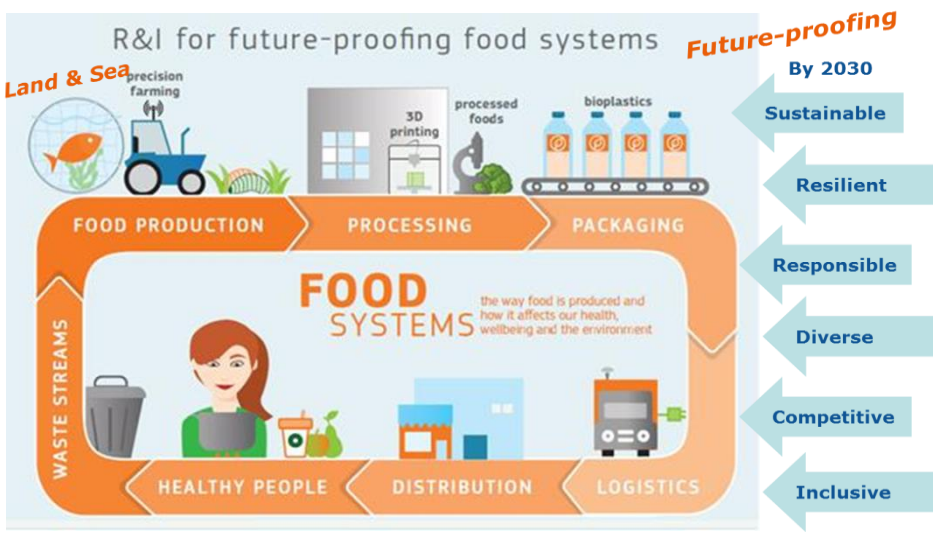 R&I for future-proofing food systems
Future-proofing
By 2030
Land & Sea
precision
farming
3D
printing
processed
foods
bioplastics
FOOD PRODUCTION
PROCESSING
PACKAGING
FOOD
SYSTEMS
the way food is produced and
how it affects our health,
wellbeing and the environment
WASTE STREAMS
HEALTHY PEOPLE
DISTRIBUTION
LOGISTICS
Sustainable
Resilient
Responsible
Diverse
Competitive
Inclusive